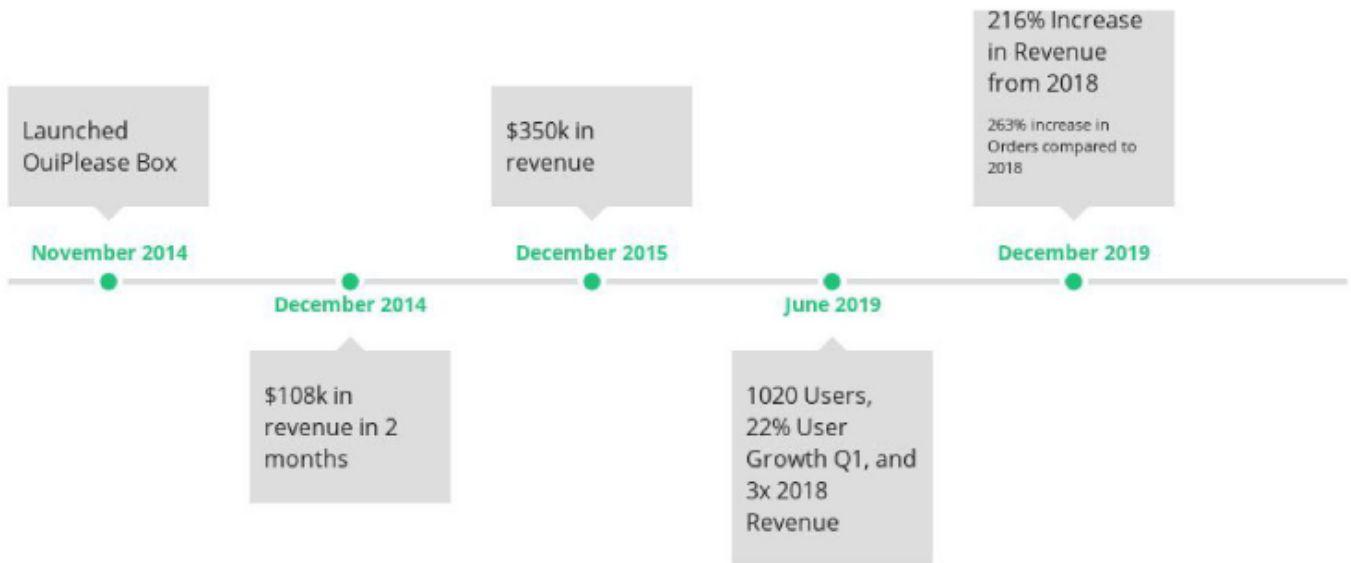 Launched
OuiPlease Box
November 2014
December 2014
$108k in
revenue in 2
months
$350k in
revenue
December 2015
June 2019
1020 Users,
22% User
Growth Q1, and
3x 2018
Revenue
216% Increase
in Revenue
from 2018
263% increase in
Orders compared to
2018
December 2019